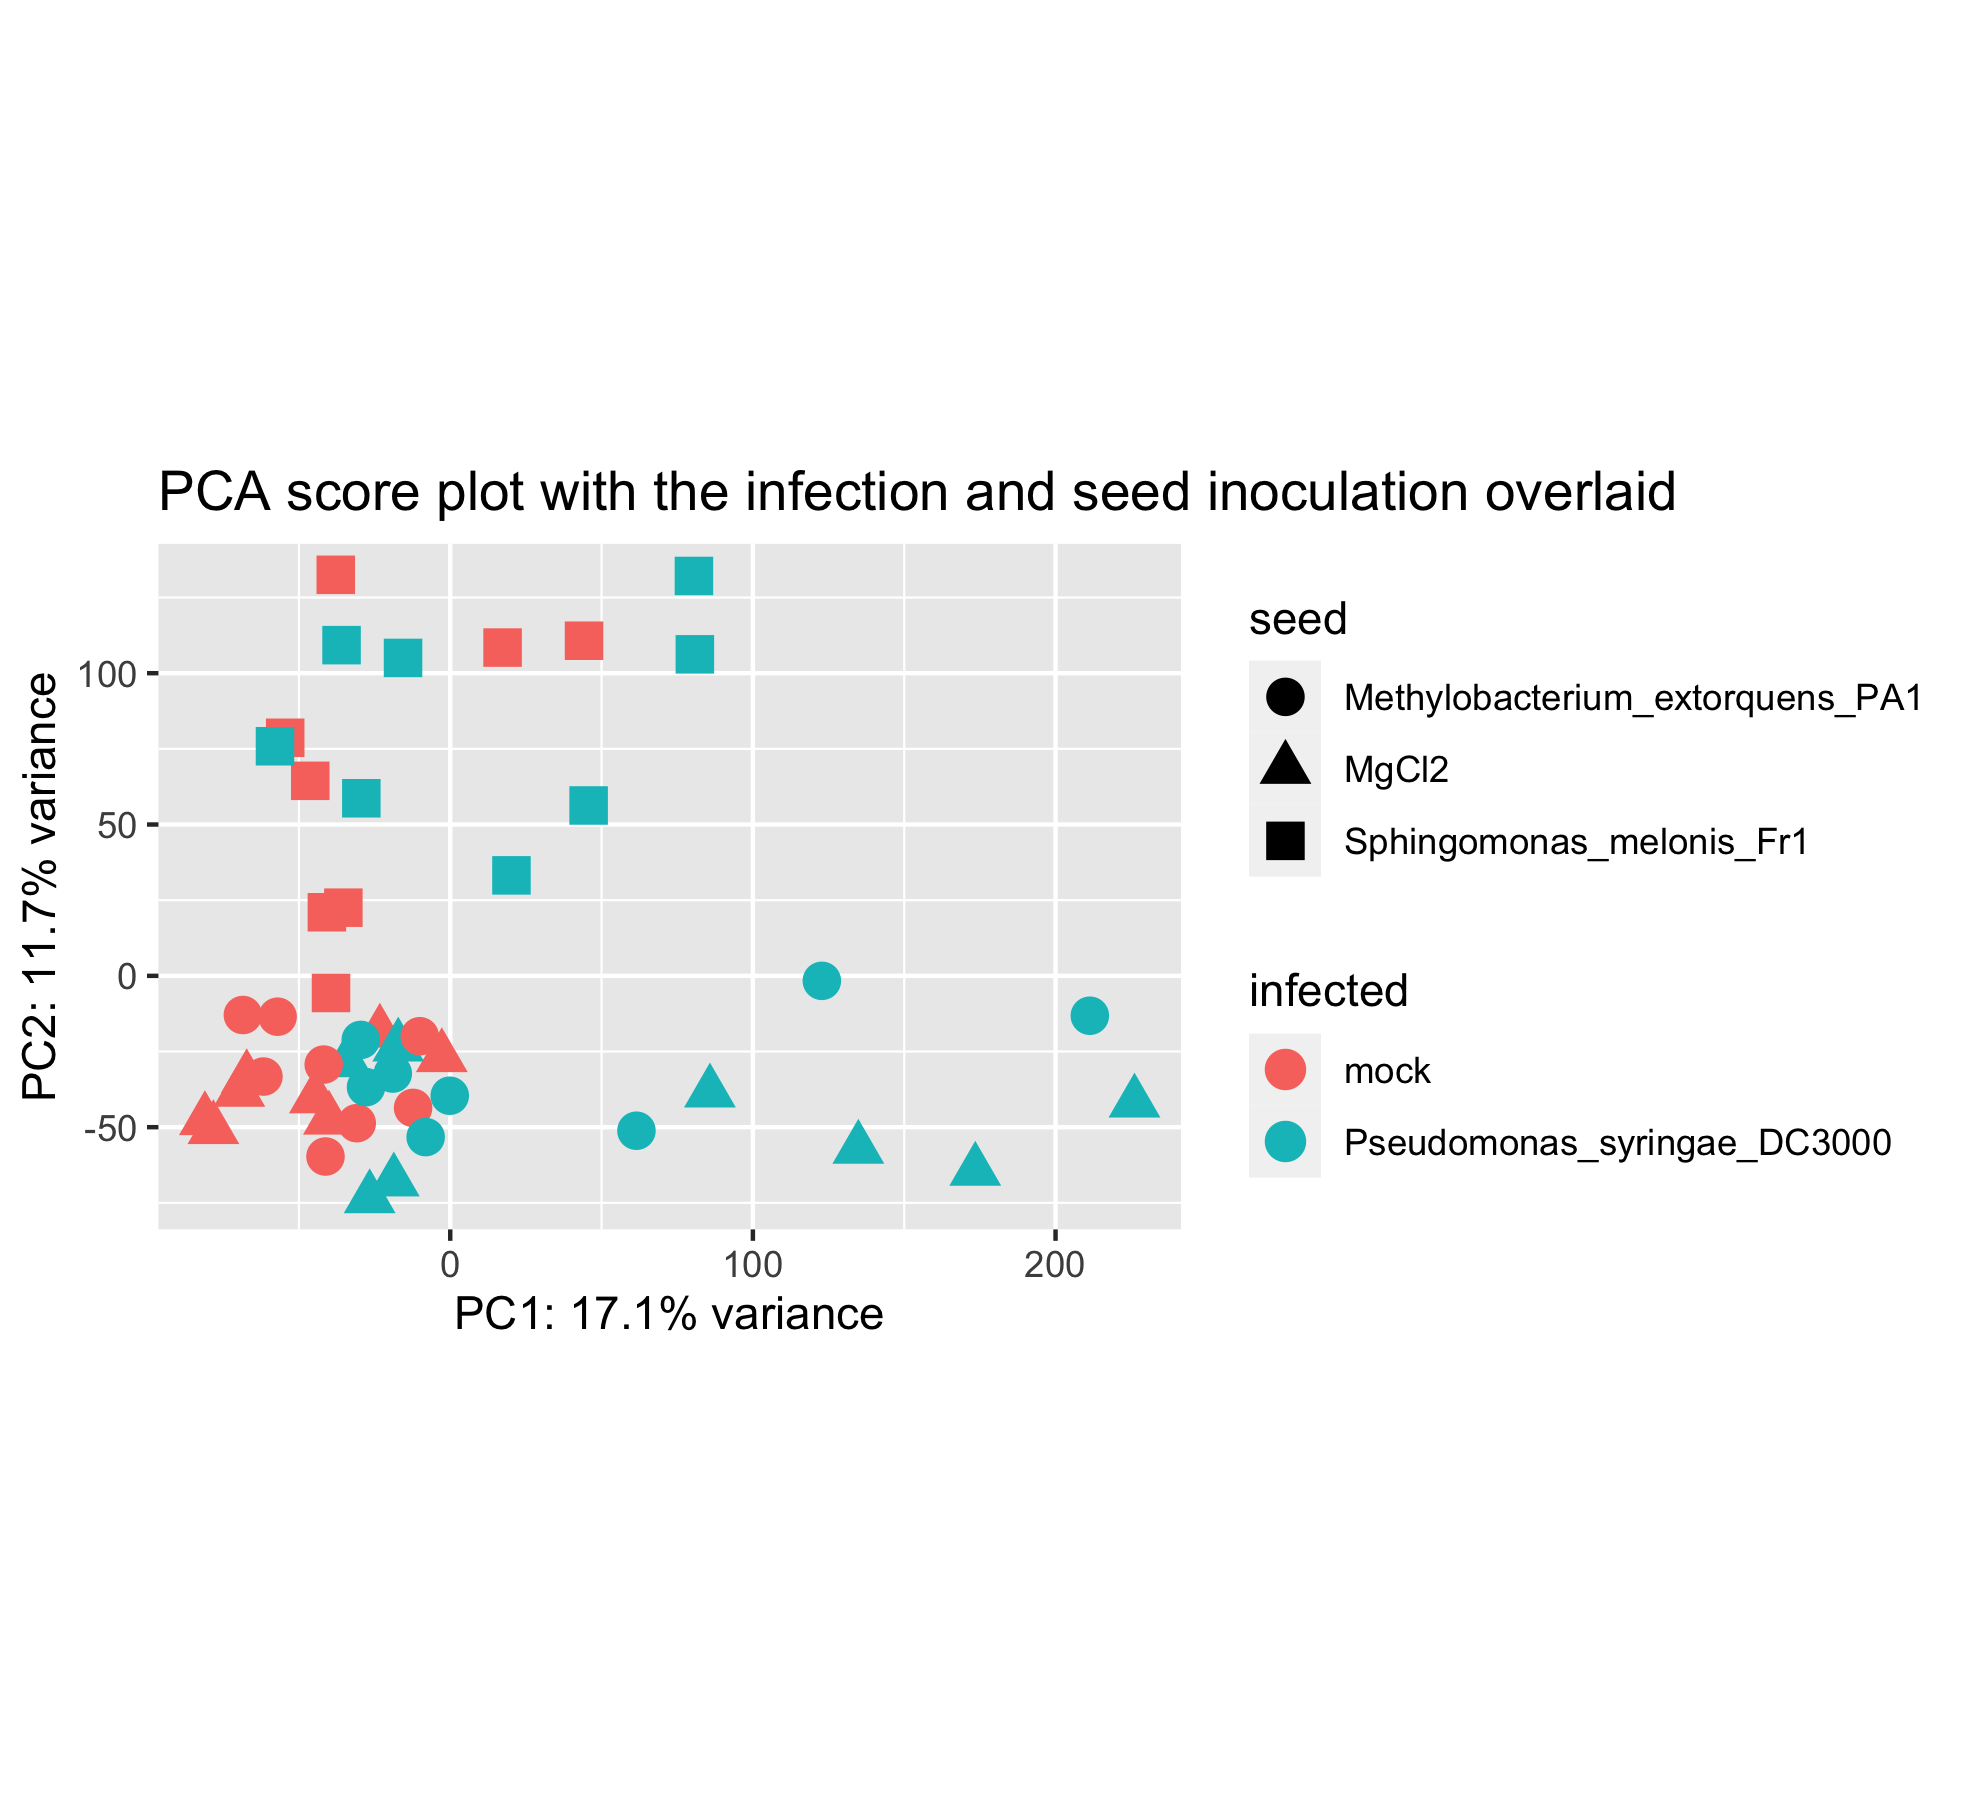 PCA score plot with the infection and seed inoculation overlaid
PC2: 11.7% variance
100
50
0
-50
0
100
200
PC1: 17.1% variance
seed
Methylobacterium_extorquens_PA1
MgCl2
Sphingomonas_melonis_Fr1
infected
mock
Pseudomonas_syringae_DC3000